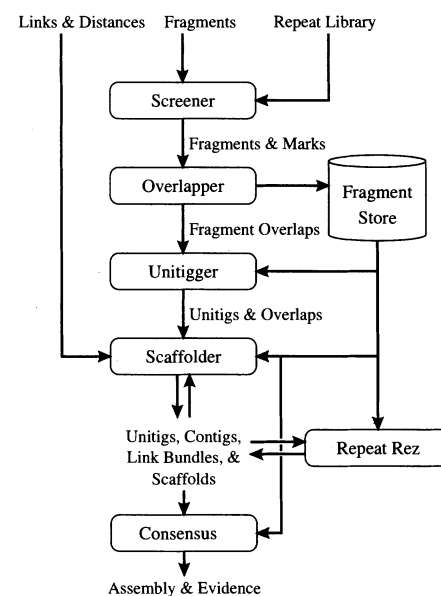 Links & Distances
Fragments
Repeat Library
Screener
Fragments & Marks
Overlapper
Fragment
Store
Fragment Overlaps
Unitigger
Unitigs & Overlaps
Scaffolder
Unitigs, Contigs,
Link Bundles, &
Scaffolds
Repeat Rez
Consensus
Assembly & Evidence